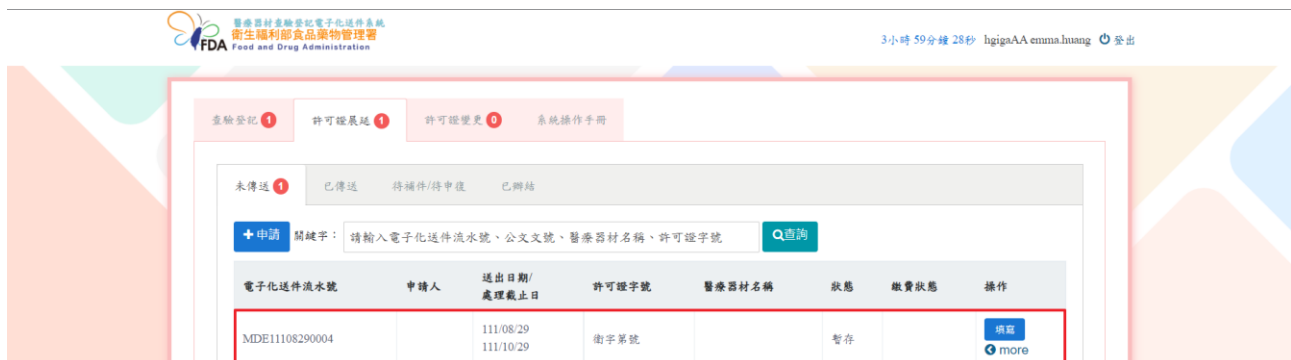 醫療器材查驗登記電子化送件系統
衛生福利部食品藥物管理署
FDA Food and Drug Administration
3小時 59分鐘 28秒 hgigaAA emma.huang 登出
查驗登記 1 許可證展延 1 許可證變更 0 系統操作手冊
未傳送 1 已傳送 待補件/待申復 已辦結
+申請 關鍵字： 請輸入電子化送件流水號、公文文號、醫療器材名稱、許可證字號 查詢
電子化送件流水號 申請人 送出日期/ 許可證字號 醫療器材名稱 狀態 繳費狀態 操作
處理截止日
MDE11108290004 111/08/29 衛字第號 暫存 填寫
111/10/29 more